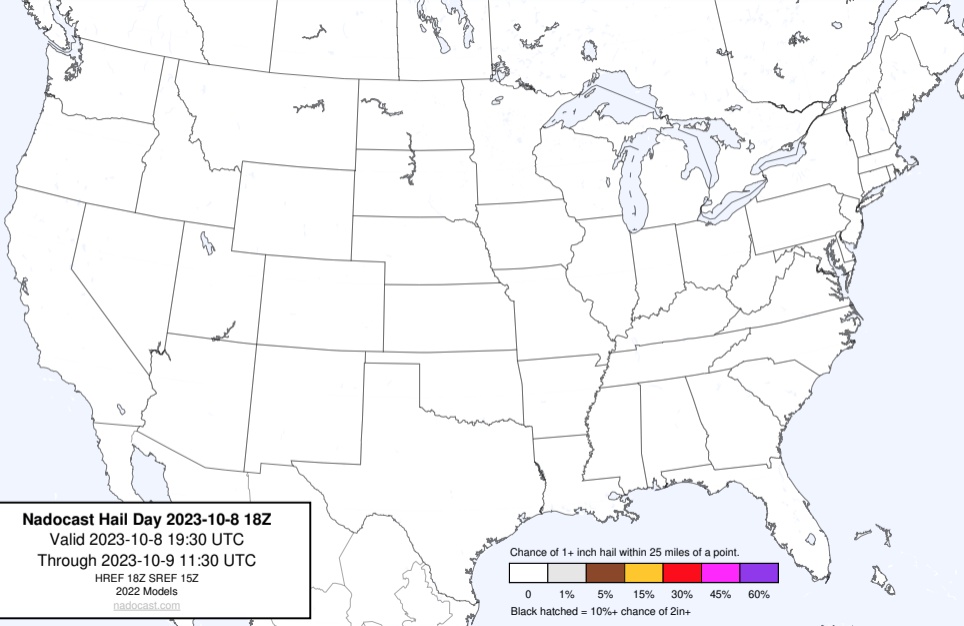 Nadocast Hail Day 2023-10-8 18Z
Valid 2023-10-8 19:30 UTC
Through 2023-10-9 11:30 UTC
HREF 18Z SREF 15Z
2022 Models
nadocast.com
Chance of 1+ inch hail within 25 miles of a point.
0 1% 5% 15% 30% 45% 60%
Black hatched = 10%+ chance of 2in+